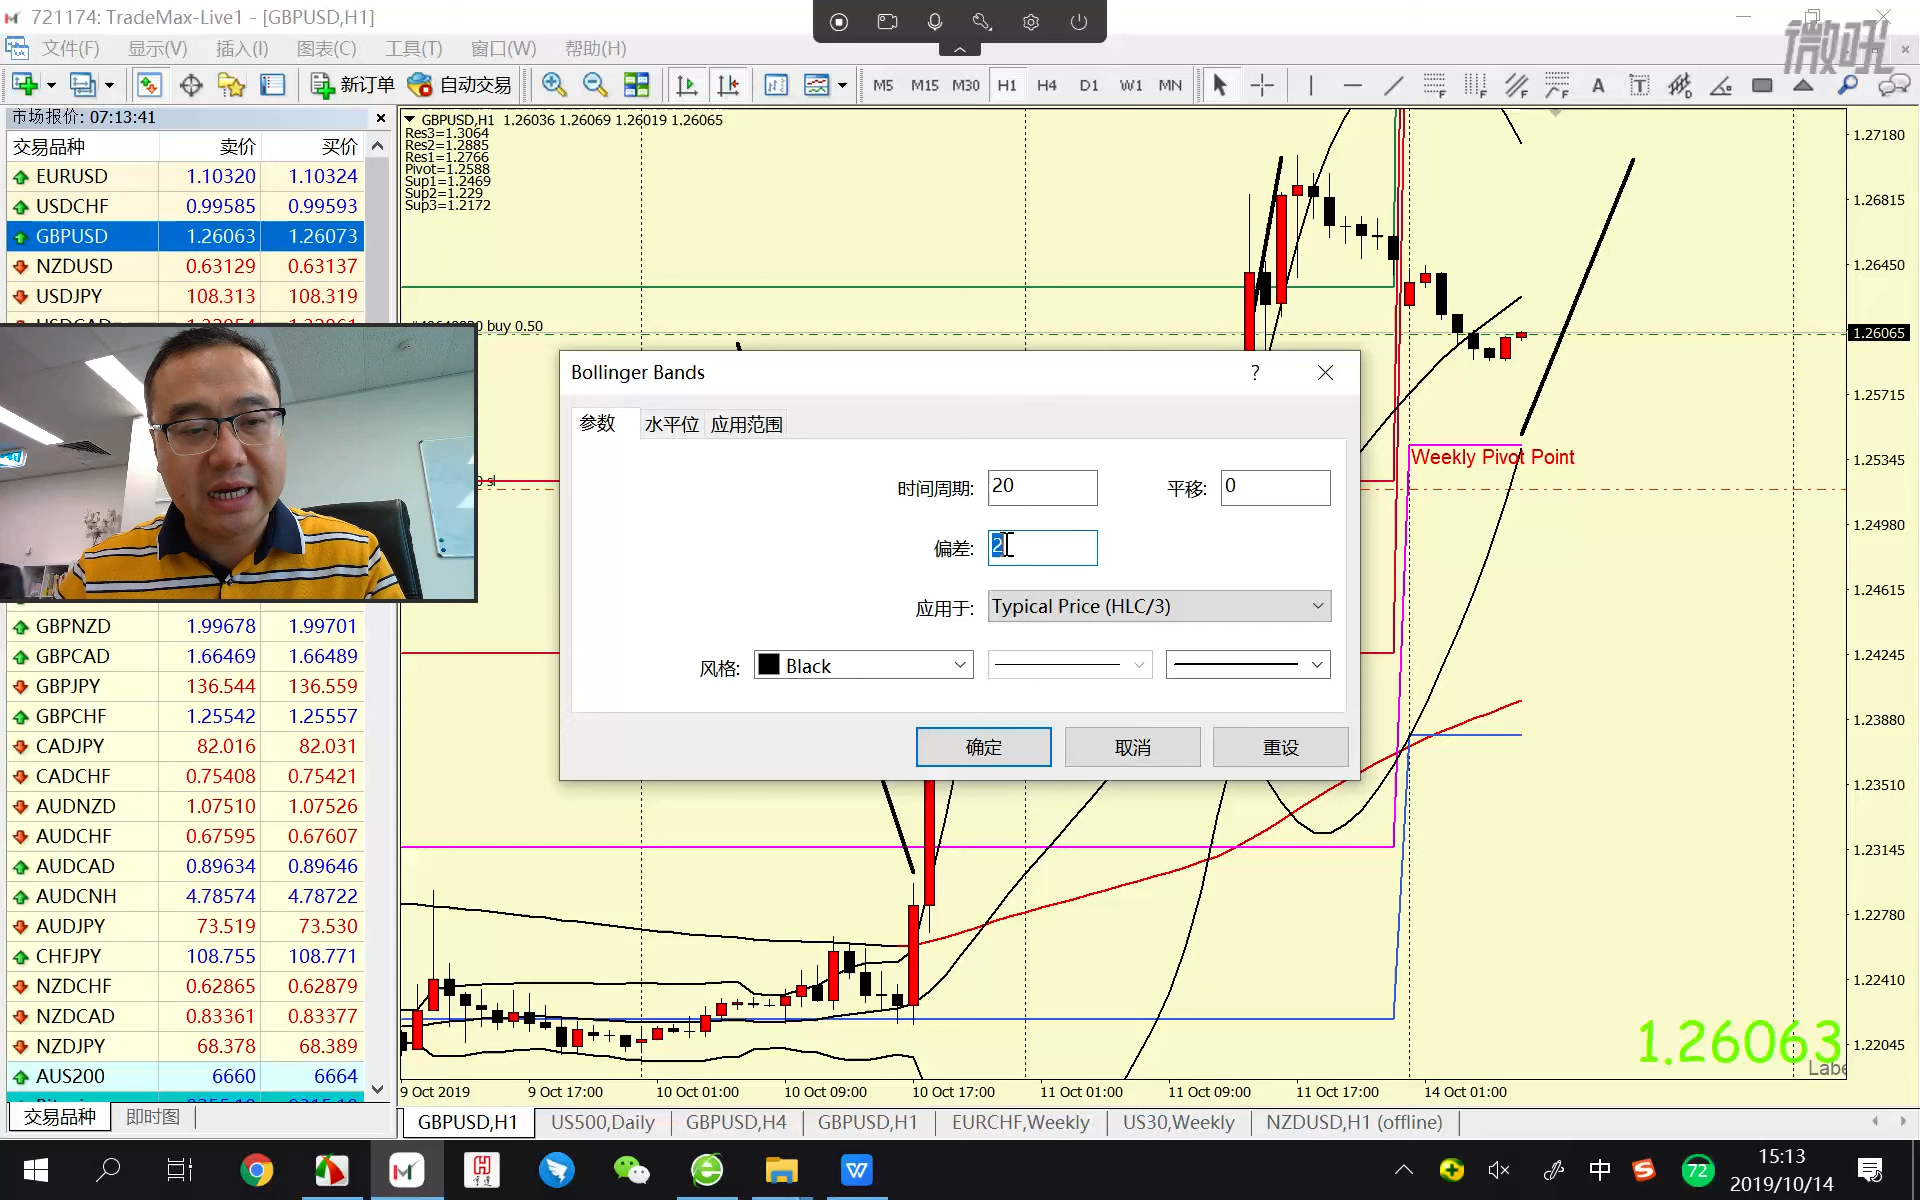 721174: TradeMax-Live1 - [GBPUSD,H1]
微吼
文件(F) 显示(V) 插入(I) 图表(C) 工具(T) 窗口(W) 帮助(H)
新订单 自动交易 M5 M15 M30 H1 H4 D1 W1 MN A T
市场报价: 07:13:41
交易品种 卖价 买价
EURUSD 1.10320 1.10324
USDCHF 0.99585 0.99593
GBPUSD 1.26063 1.26073
NZDUSD 0.63129 0.63137
USDJPY 108.313 108.319
GBPNZD 1.99678 1.99701
GBPCAD 1.66469 1.66489
GBPJPY 136.544 136.559
GBPCHF 1.25542 1.25557
CADJPY 82.016 82.031
CADCHF 0.75408 0.75421
AUDNZD 1.07510 1.07526
AUDCHF 0.67595 0.67607
AUDCAD 0.89634 0.89646
AUDCNH 4.78574 4.78722
AUDJPY 73.519 73.530
CHFJPY 108.755 108.771
NZDCHF 0.62865 0.62879
NZDCAD 0.83361 0.83377
NZDJPY 68.378 68.389
AUS200 6660 6664
交易品种 即时图
GBPUSD,H1 1.26036 1.26069 1.26019 1.26065
Res3=1.3064
Res2=1.2885
Res1=1.2766
Pivot=1.2588
Sup1=1.2469
Sup2=1.229
Sup3=1.2172
buy 0.50
sl
Weekly Pivot Point
1.27180
1.26815
1.26450
1.26065
1.25715
1.25345
1.24980
1.24615
1.24245
1.23880
1.23510
1.23145
1.22780
1.22410
1.22045
1.26063
Labe
Bollinger Bands ?
参数 水平位 应用范围
时间周期: 20 平移: 0
偏差: 2
应用于: Typical Price (HLC/3)
风格: Black
确定 取消 重设
9 Oct 2019 9 Oct 17:00 10 Oct 01:00 10 Oct 09:00 10 Oct 17:00 11 Oct 01:00 11 Oct 09:00 11 Oct 17:00 14 Oct 01:00
GBPUSD,H1 US500,Daily GBPUSD,H4 GBPUSD,H1 EURCHF,Weekly US30,Weekly NZDUSD,H1 (offline)
中 72
15:13
2019/10/14